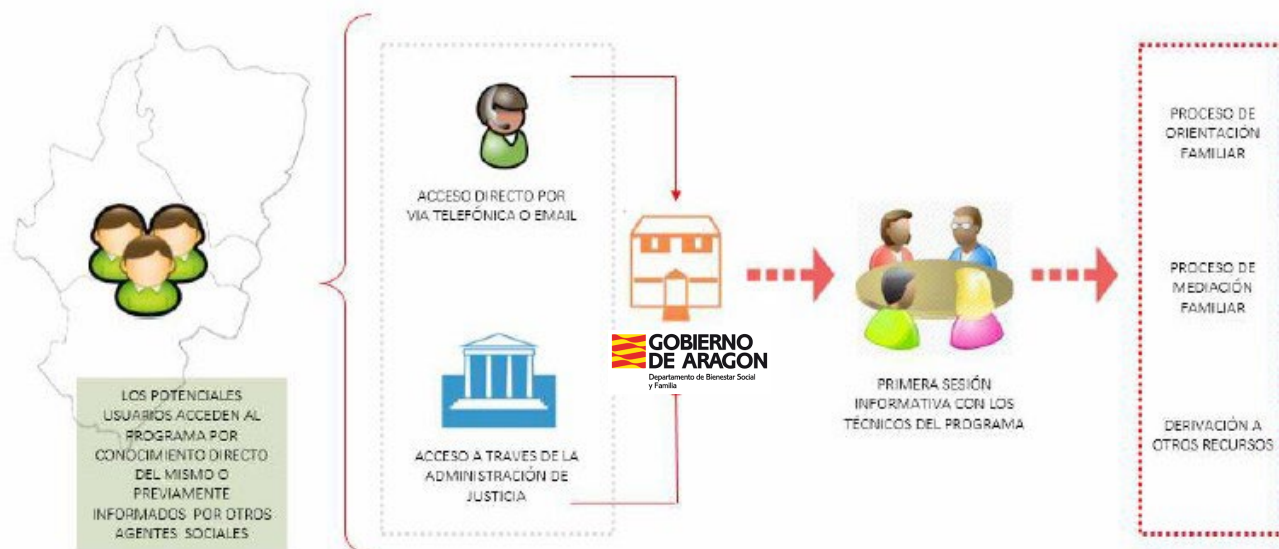 LOS POTENCIALES
USUARIOS ACCEDEN AL
PROGRAMA POR
CONOCIMIENTO DIRECTO
DEL MISMO O
PREVIAMENTE
INFORMADOS POR OTROS
AGENTES SOCIALES
ACCESO DIRECTO POR
VIA TELEFÓNICA O EMAIL
ACCESO A TRAVES DE LA
ADMINISTRACIÓN DE
JUSTICIA
GOBIERNO
DE ARAGON
Departamento de Bienestar Social
y Familia
PRIMERA SESIÓN
INFORMATIVA CON LOS
TÉCNICOS DEL PROGRAMA
PROCESO DE
ORIENTACIÓN
FAMILIAR
PROCESO DE
MEDIACIÓN
FAMILIAR
DERIVACIÓN A
OTROS RECURSOS